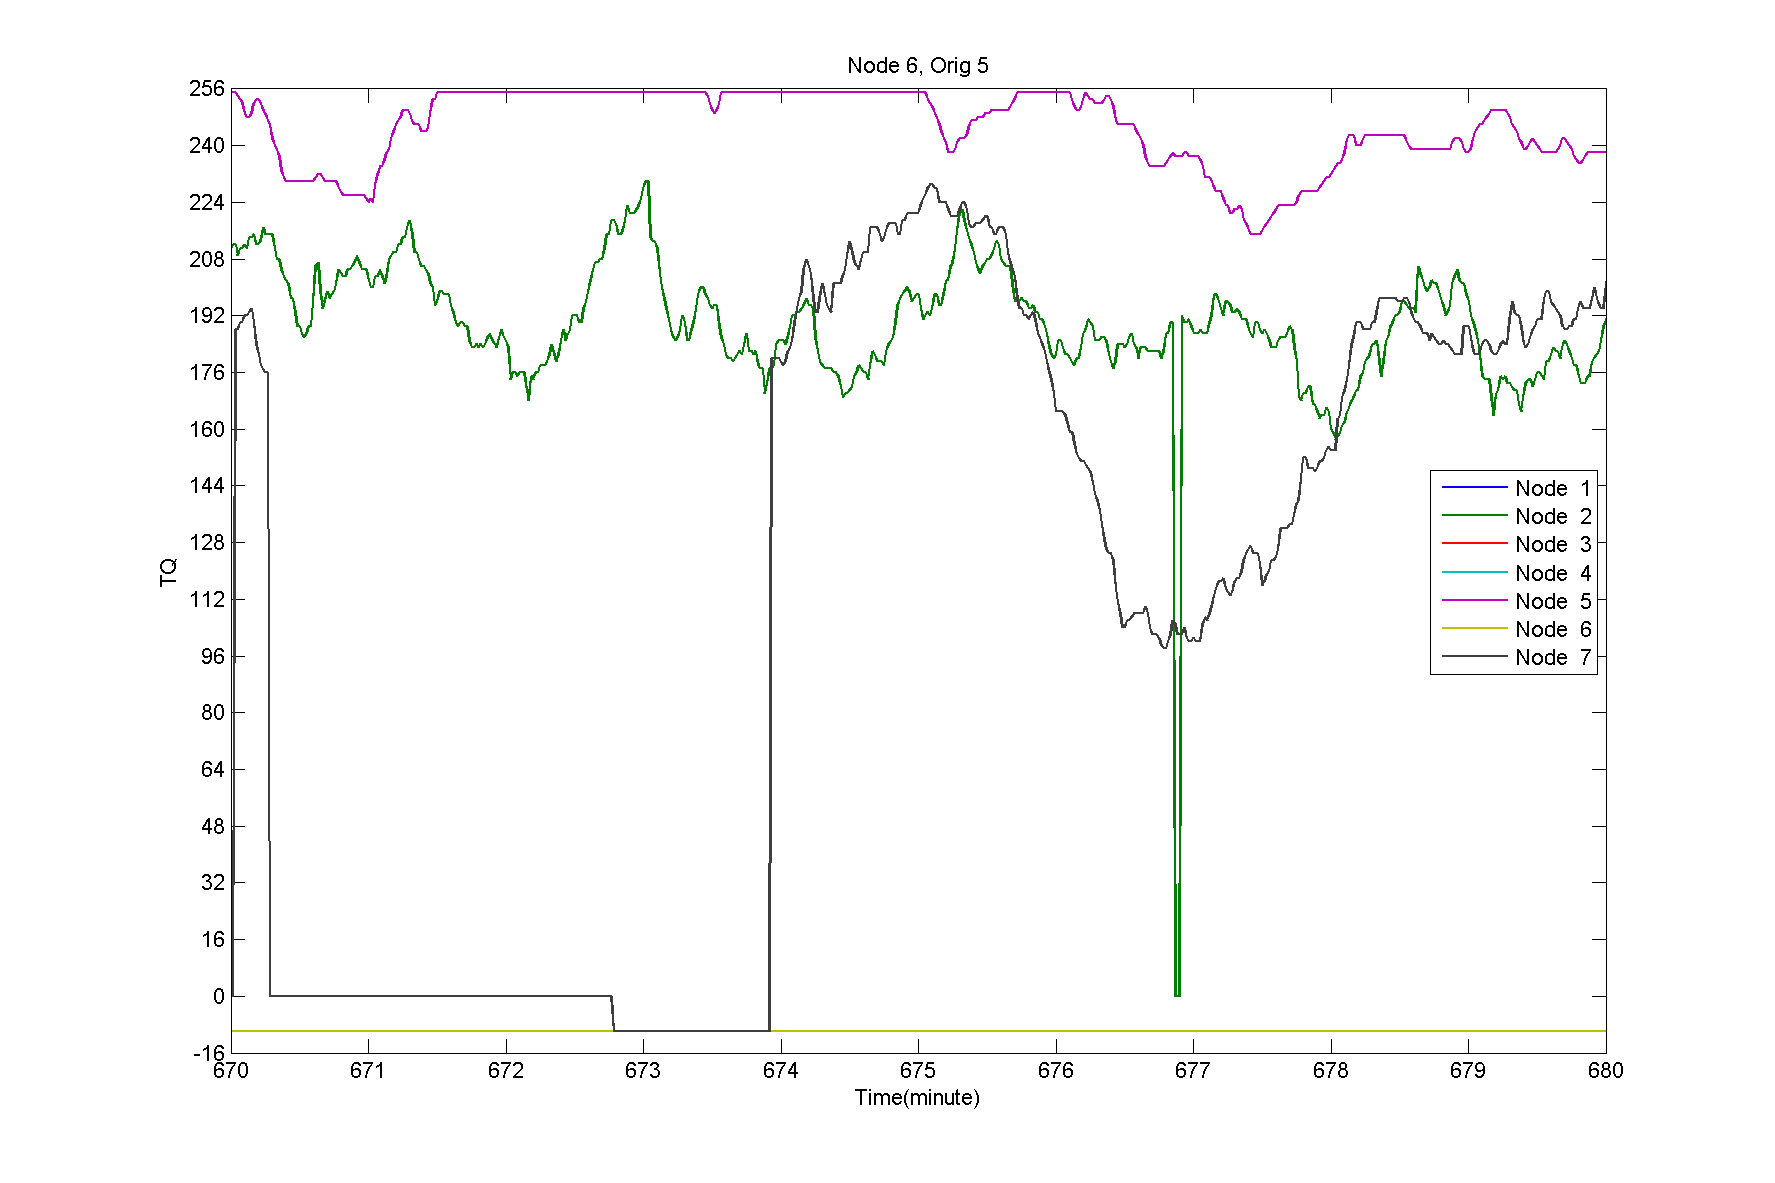 Node 6, Orig 5
256
240
224
208
192
176
160
144
128
112
96
80
64
48
32
16
0
-16
TQ
Node 1
Node 2
Node 3
Node 4
Node 5
Node 6
Node 7
670 671 672 673 674 675 676 677 678 679 680
Time(minute)